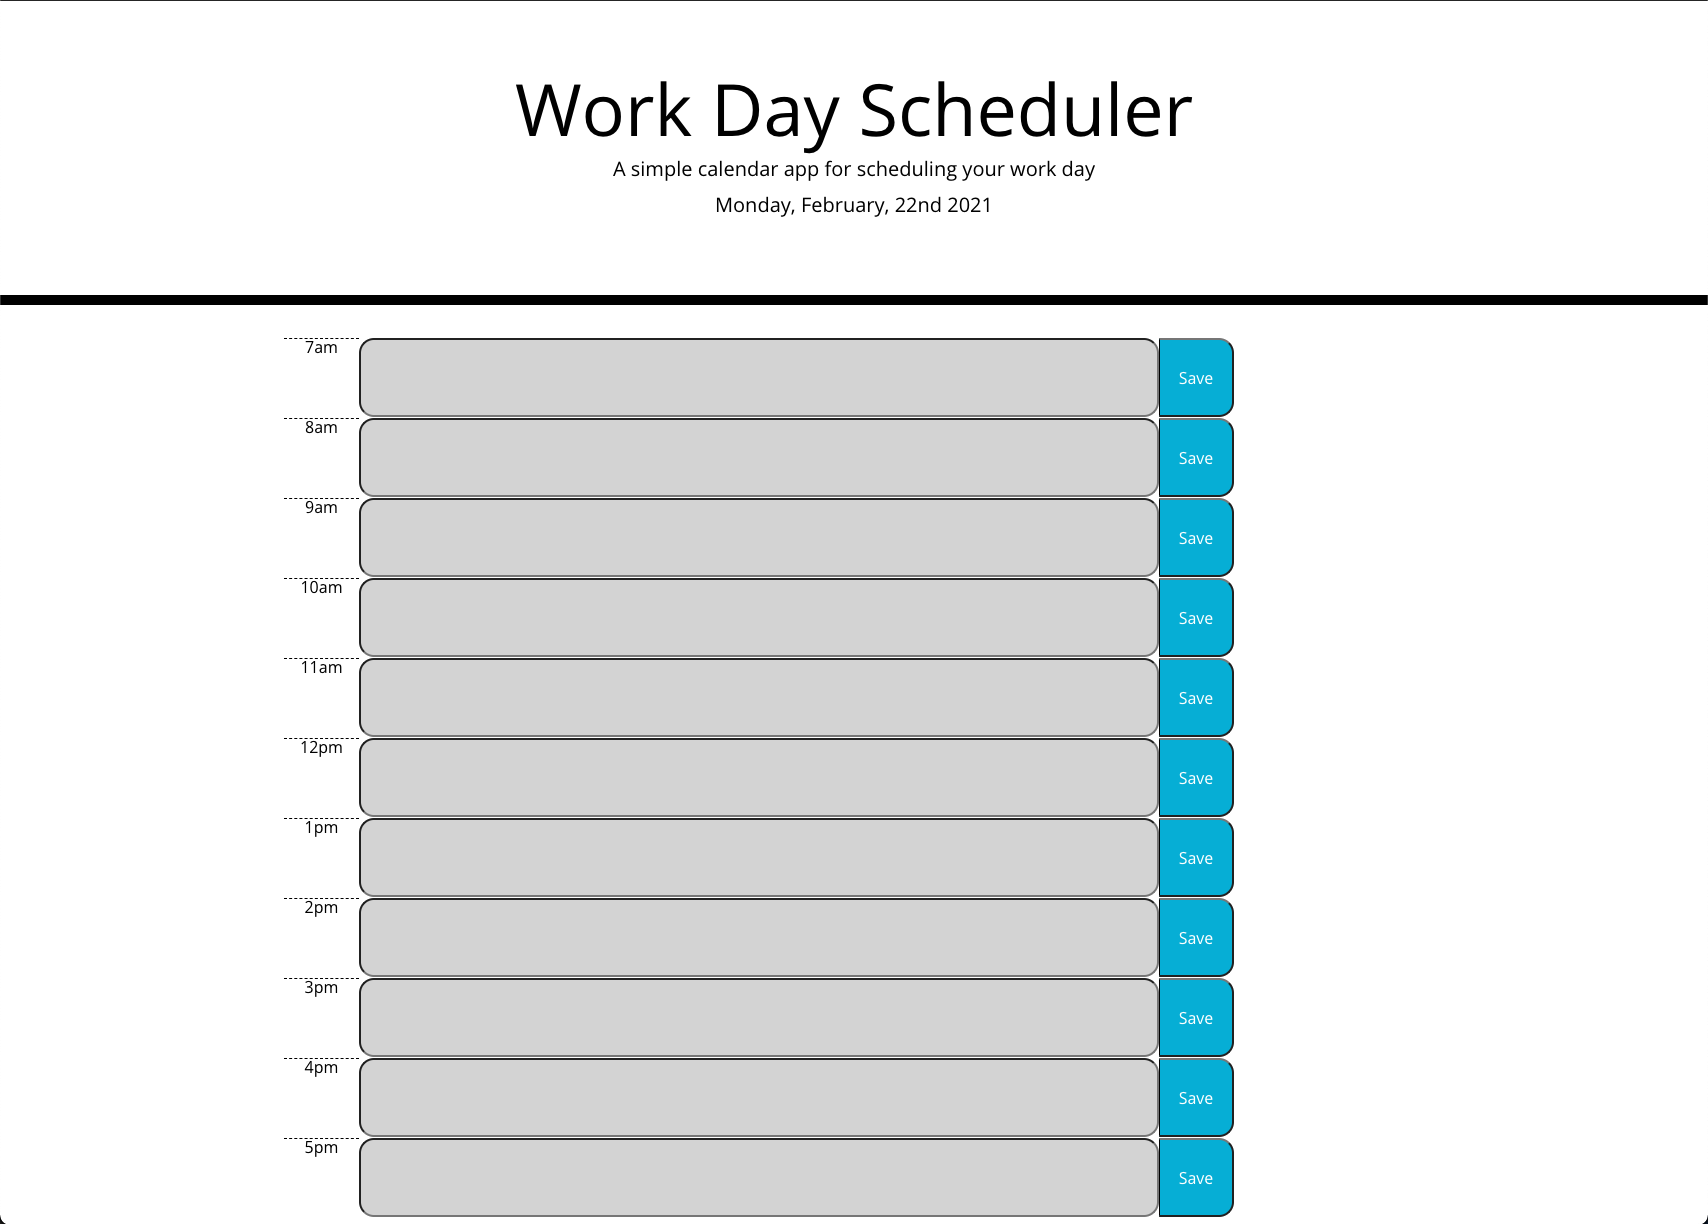 Work Day Scheduler
A simple calendar app for scheduling your work day
Monday, February, 22nd 2021
7am Save
8am Save
9am Save
10am Save
11am Save
12pm Save
1pm Save
2pm Save
3pm Save
4pm Save
5pm Save